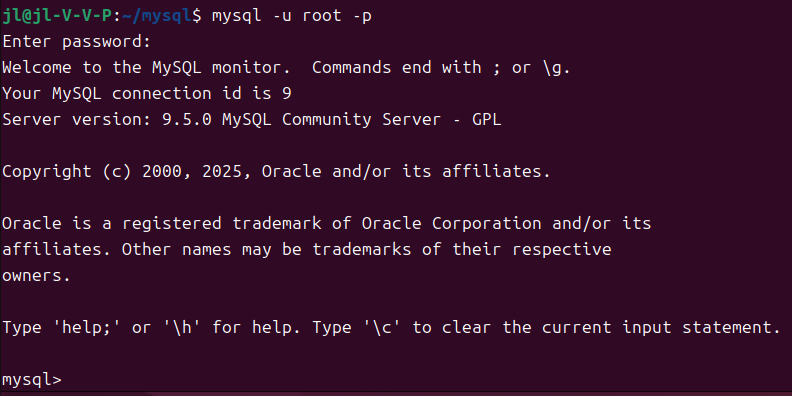 jl@jl-V-V-P:~/mysql$ mysql -u root -p
Enter password:
Welcome to the MySQL monitor.  Commands end with ; or \g.
Your MySQL connection id is 9
Server version: 9.5.0 MySQL Community Server - GPL

Copyright (c) 2000, 2025, Oracle and/or its affiliates.

Oracle is a registered trademark of Oracle Corporation and/or its
affiliates. Other names may be trademarks of their respective
owners.

Type 'help;' or '\h' for help. Type '\c' to clear the current input statement.

mysql>